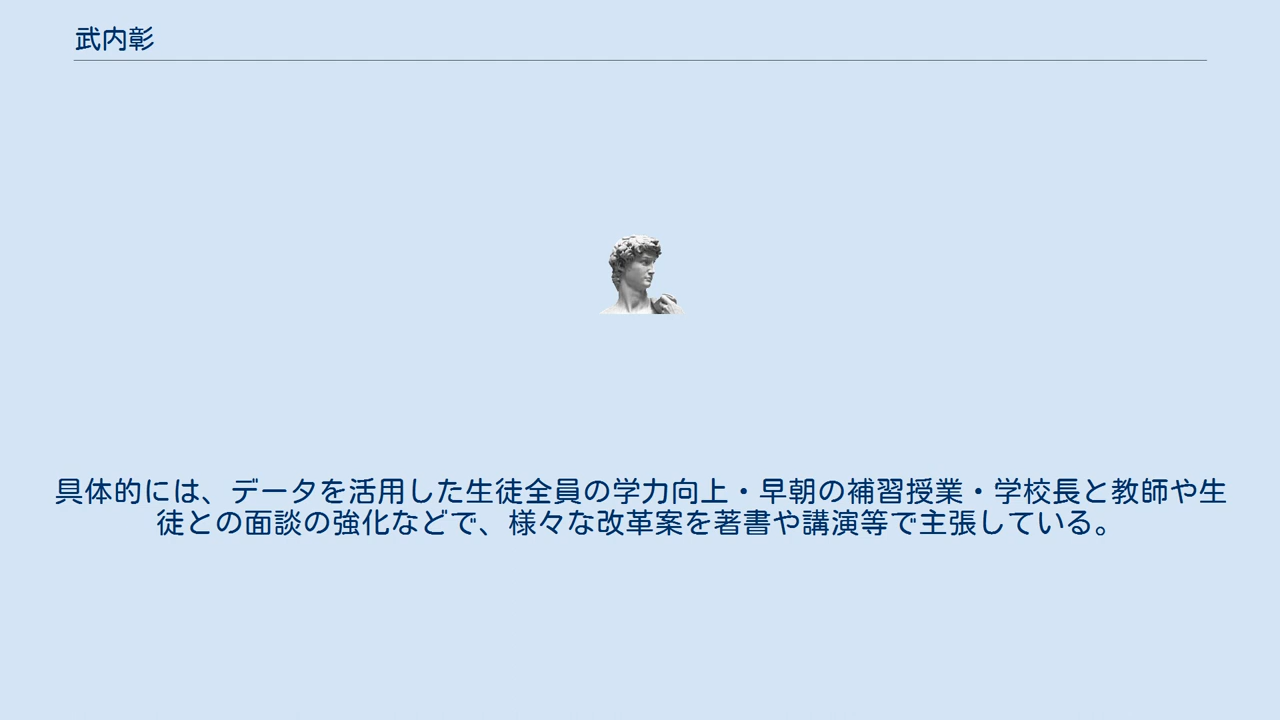 武内彰
具体的には、データを活用した生徒全員の学力向上・早朝の補習授業・学校長と教師や生
徒との面談の強化などで、様々な改革案を著書や講演等で主張している。